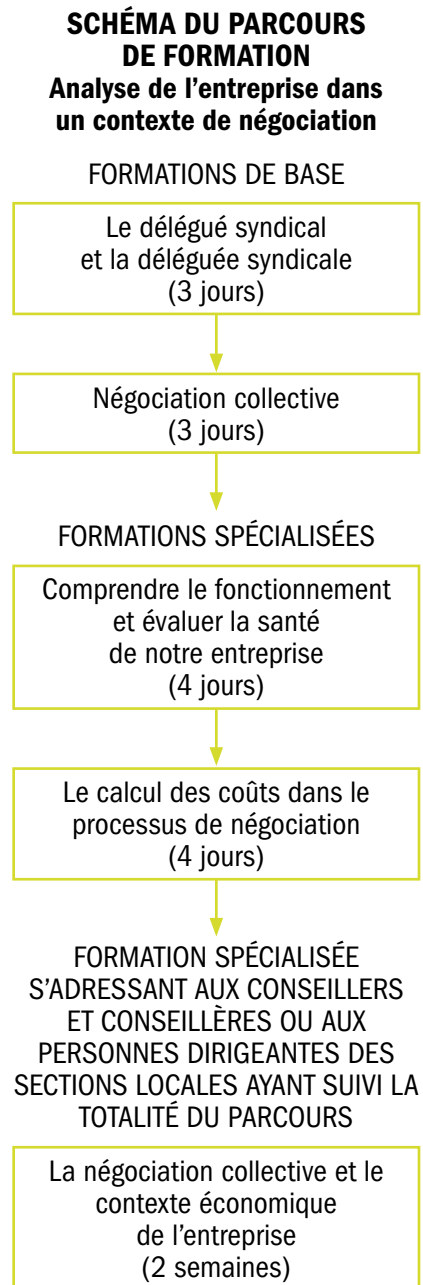 SCHÉMA DU PARCOURS
DE FORMATION
Analyse de l’entreprise dans
un contexte de négociation
FORMATIONS DE BASE
Le délégué syndical
et la déléguée syndicale
(3 jours)
Négociation collective
(3 jours)
FORMATIONS SPÉCIALISÉES
Comprendre le fonctionnement
et évaluer la santé
de notre entreprise
(4 jours)
Le calcul des coûts dans le
processus de négociation
(4 jours)
FORMATION SPÉCIALISÉE
S’ADRESSANT AUX CONSEILLERS
ET CONSEILLÈRES OU AUX
PERSONNES DIRIGEANTES DES
SECTIONS LOCALES AYANT SUIVI LA
TOTALITÉ DU PARCOURS
La négociation collective et le
contexte économique
de l’entreprise
(2 semaines)